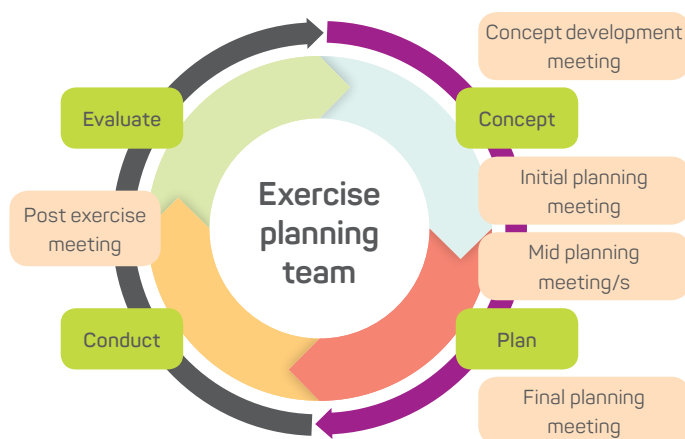 Concept development
meeting
Evaluate
Concept
Exercise
planning
team
Initial planning
meeting
Post exercise
meeting
Mid planning
meeting/s
Conduct
Plan
Final planning
meeting